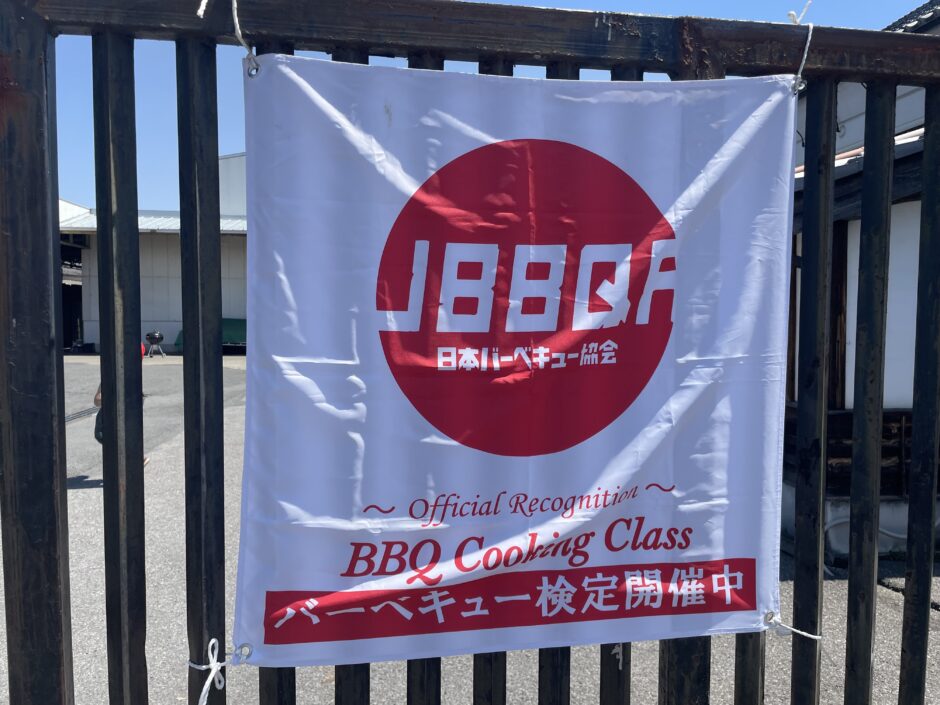 JBBQA
日本バーベキュー協会
～ Official Recognition ～
BBQ Cooking Class
バーベキュー検定開催中